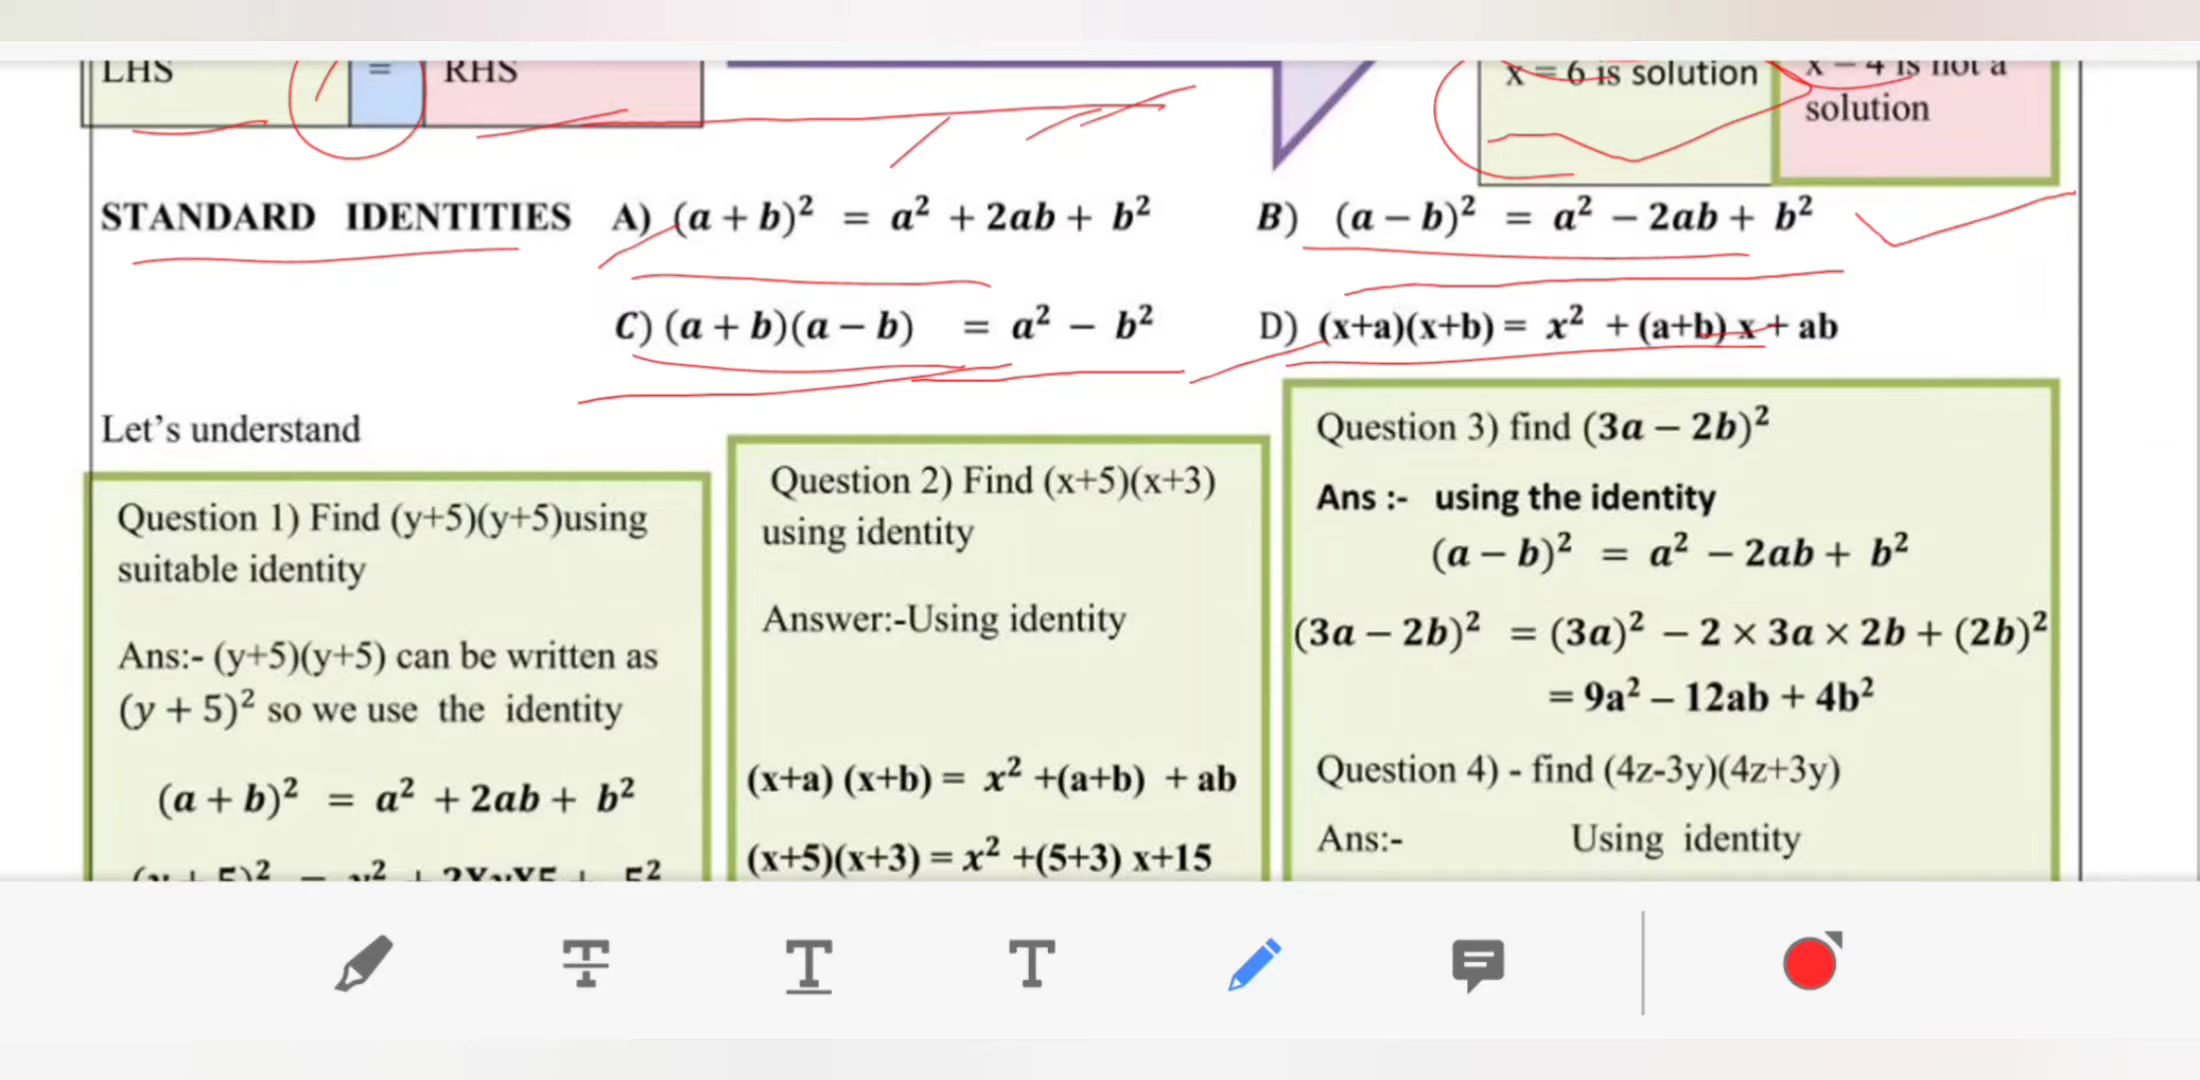 LHS = RHS
x = 6 is solution
x – 4 is not a
solution
STANDARD IDENTITIES A) (a + b)² = a² + 2ab + b² B) (a – b)² = a² – 2ab + b²
C) (a + b)(a – b) = a² – b² D) (x+a)(x+b) = x² + (a+b) x + ab
Let's understand
Question 1) Find (y+5)(y+5)using
suitable identity
Ans:- (y+5)(y+5) can be written as
(y + 5)² so we use the identity
(a + b)² = a² + 2ab + b²
Question 2) Find (x+5)(x+3)
using identity
Answer:-Using identity
(x+a) (x+b) = x² +(a+b) + ab
(x+5)(x+3) = x² +(5+3) x+15
Question 3) find (3a – 2b)²
Ans :- using the identity
(a – b)² = a² – 2ab + b²
(3a – 2b)² = (3a)² – 2 × 3a × 2b + (2b)²
= 9a² – 12ab + 4b²
Question 4) - find (4z-3y)(4z+3y)
Ans:- Using identity